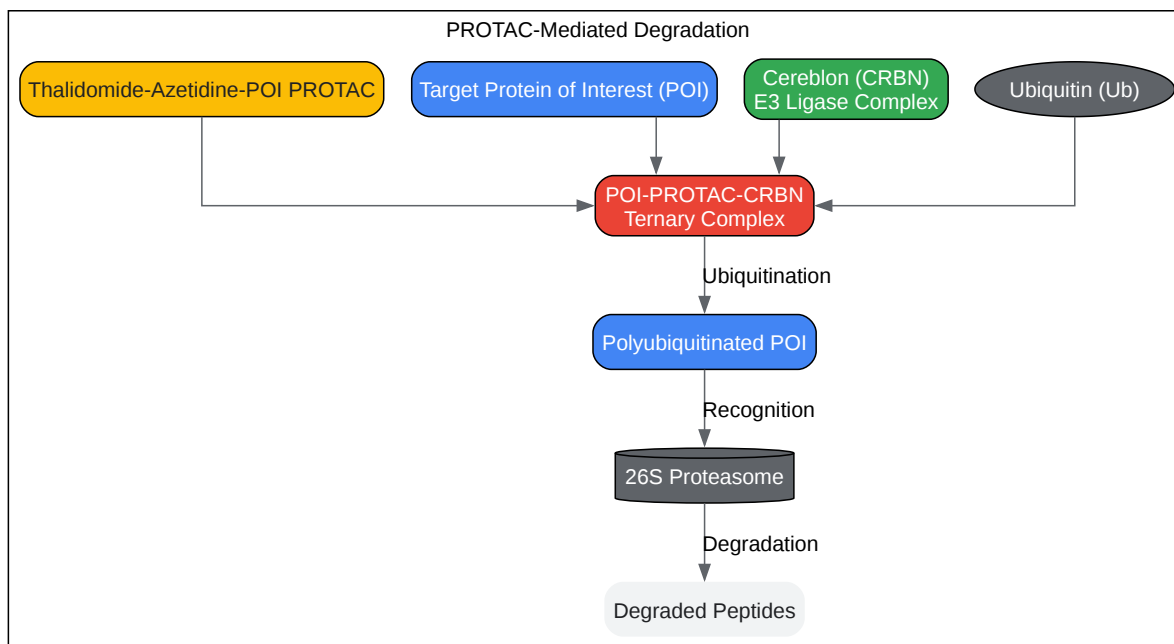 PROTAC-Mediated Degradation
Thalidomide-Azetidine-POI PROTAC
Target Protein of Interest (POI)
Cereblon (CRBN)
E3 Ligase Complex
Ubiquitin (Ub)
POI-PROTAC-CRBN
Ternary Complex
Ubiquitination
Polyubiquitinated POI
Recognition
26S Proteasome
Degradation
Degraded Peptides